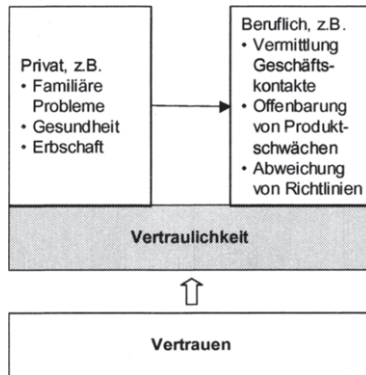 Privat, z.B.
• Familiäre
Probleme
• Gesundheit
• Erbschaft
Beruflich, z.B.
• Vermittlung
Geschäfts-
kontakte
• Offenbarung
von Produkt-
schwächen
• Abweichung
von Richtlinien
Vertraulichkeit
Vertrauen